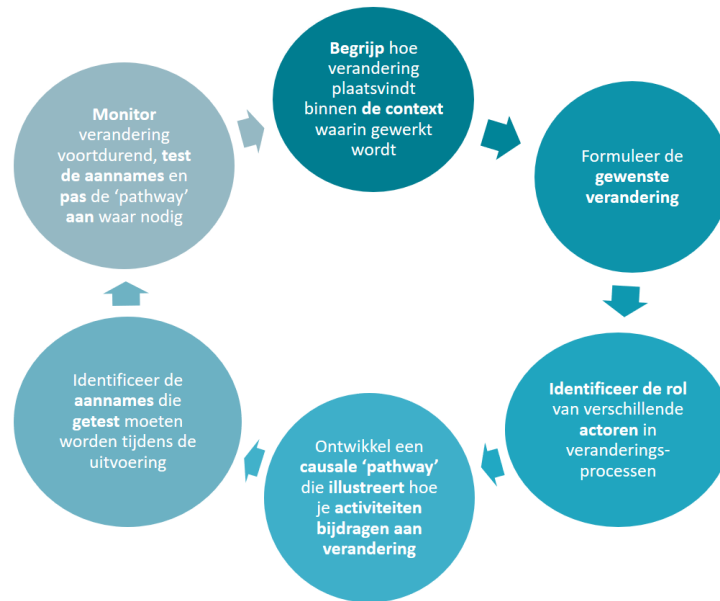 Begrijp hoe
verandering
plaatsvindt
binnen de context
waarin gewerkt
wordt
Formuleer de
gewenste
verandering
Identificeer de rol
van verschillende
actoren in
veranderings-
processen
Ontwikkel een
causale ‘pathway’
die illustreert hoe
je activiteiten
bijdragen aan
verandering
Identificeer de
aannames die
getest moeten
worden tijdens de
uitvoering
Monitor
verandering
voortdurend, test
de aannames en
pas de ‘pathway’
aan waar nodig